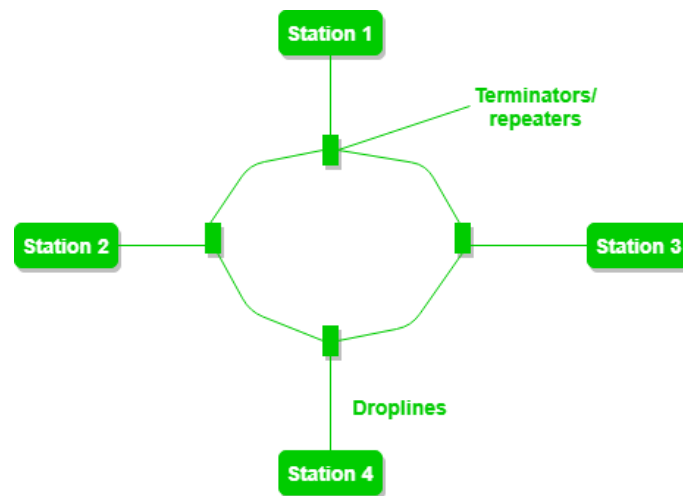 Station 1
Terminators/
repeaters
Station 2
Station 3
Droplines
Station 4